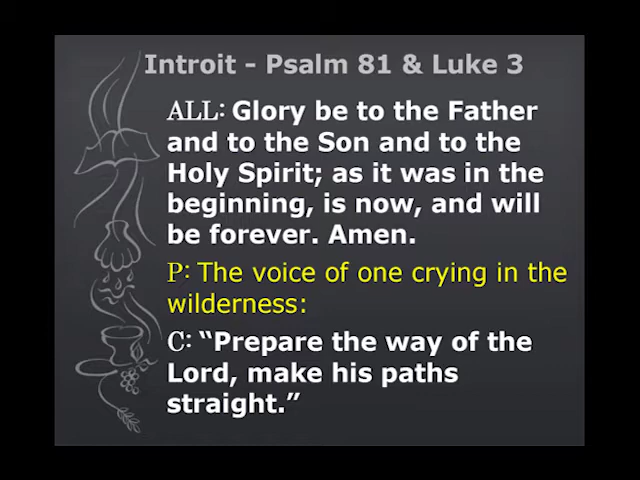 Introit - Psalm 81 & Luke 3
ALL: Glory be to the Father
and to the Son and to the
Holy Spirit; as it was in the
beginning, is now, and will
be forever. Amen.
P: The voice of one crying in the
wilderness:
C: “Prepare the way of the
Lord, make his paths
straight.”